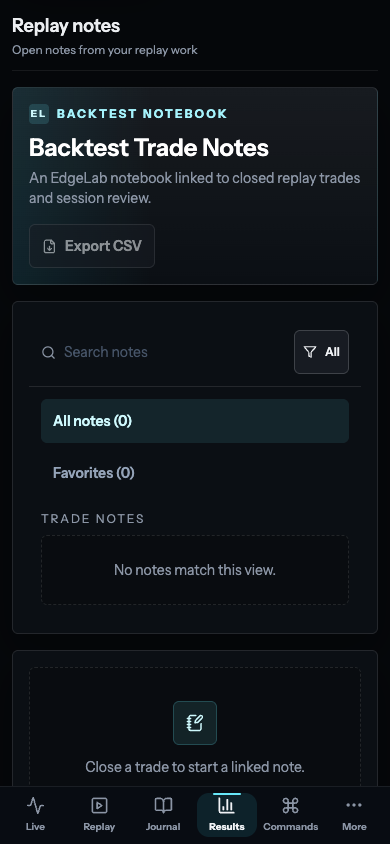 Replay notes
Open notes from your replay work
EL BACKTEST NOTEBOOK
Backtest Trade Notes
An EdgeLab notebook linked to closed replay trades
and session review.
Export CSV
Search notes
All
All notes (0)
Favorites (0)
TRADE NOTES
No notes match this view.
Close a trade to start a linked note.
Live Replay Journal Results Commands More